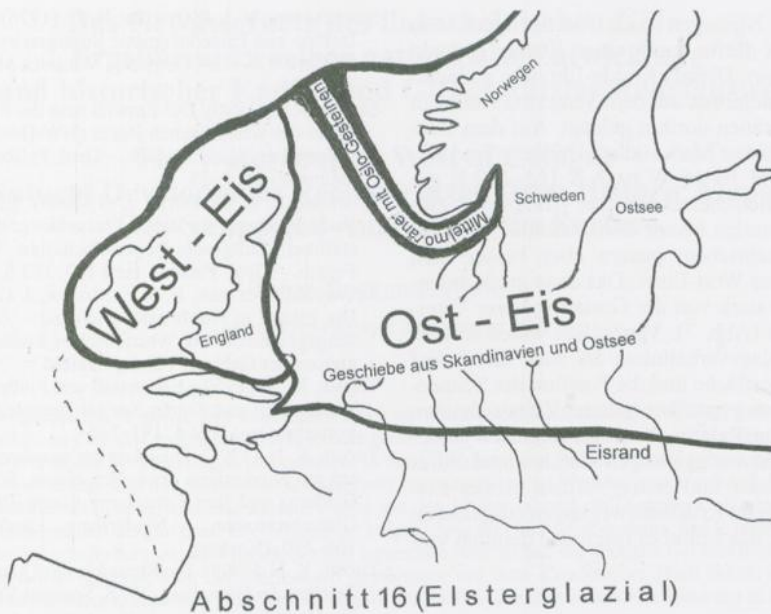 Norwegen
Mittelmoräne mit Oslo-Gesteinen
Schweden
Ostsee
West - Eis
England
Ost - Eis
Geschiebe aus Skandinavien und Ostsee
Eisrand
Abschnitt 16 (Elsterglazial)